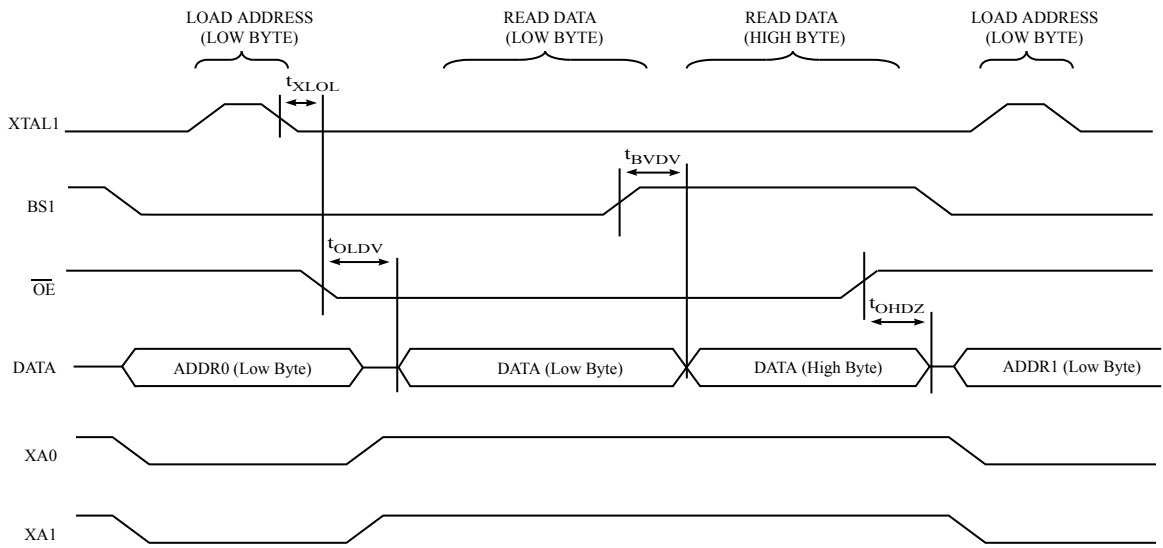 LOAD ADDRESS
(LOW BYTE)
READ DATA
(LOW BYTE)
READ DATA
(HIGH BYTE)
LOAD ADDRESS
(LOW BYTE)
tXLOL
XTAL1
tBVDV
BS1
tOLDV
OE
tOHDZ
DATA
ADDR0 (Low Byte)
DATA (Low Byte)
DATA (High Byte)
ADDR1 (Low Byte)
XA0
XA1